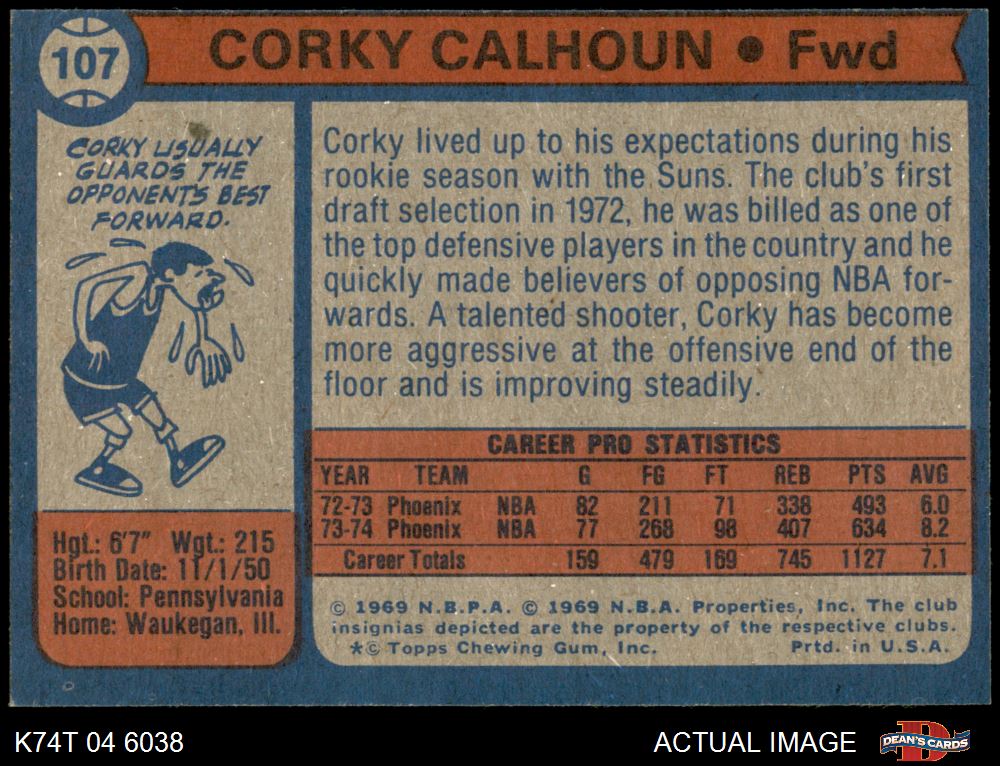 107
CORKY CALHOUN • Fwd
CORKY USUALLY
GUARDS THE
OPPONENT'S BEST
FORWARD.
Corky lived up to his expectations during his
rookie season with the Suns. The club's first
draft selection in 1972, he was billed as one of
the top defensive players in the country and he
quickly made believers of opposing NBA for-
wards. A talented shooter, Corky has become
more aggressive at the offensive end of the
floor and is improving steadily.
CAREER PRO STATISTICS
YEAR TEAM G FG FT REB PTS AVG
72-73 Phoenix NBA 82 211 71 338 493 6.0
73-74 Phoenix NBA 77 268 98 407 634 8.2
Career Totals 159 479 169 745 1127 7.1
Hgt.: 6'7" Wgt.: 215
Birth Date: 11/1/50
School: Pennsylvania
Home: Waukegan, Ill.
© 1969 N.B.P.A. © 1969 N.B.A. Properties, Inc. The club
insignias depicted are the property of the respective clubs.
*© Topps Chewing Gum, Inc. Prtd. in U.S.A.
K74T 04 6038
ACTUAL IMAGE
D
DEAN'S CARDS